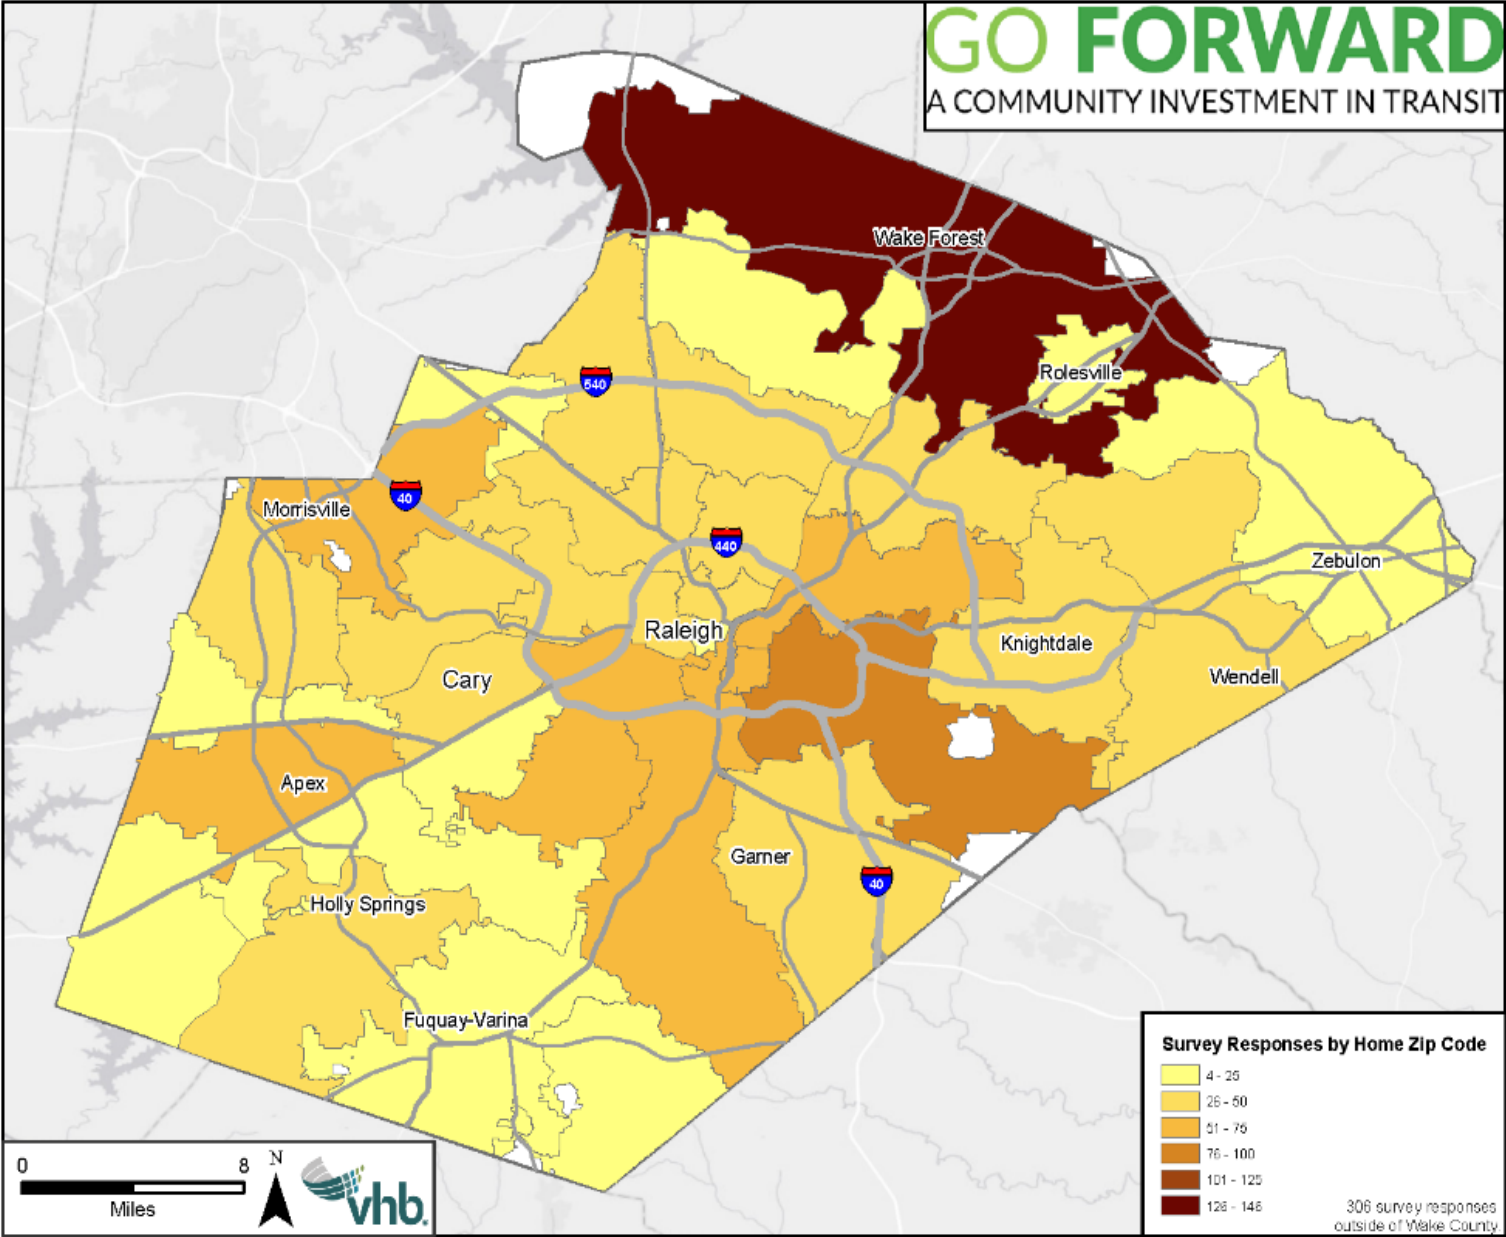 GO FORWARD
A COMMUNITY INVESTMENT IN TRANSIT
Wake Forest
Rolesville
540
40
Morrisville
440
Zebulon
Raleigh
Knightdale
Cary
Wendell
Apex
Garner
40
Holly Springs
Fuquay-Varina
Survey Responses by Home Zip Code
4 - 25
26 - 50
51 - 75
76 - 100
101 - 125
126 - 146
306 survey responses
outside of Wake County
0 8
Miles
N
vhb.